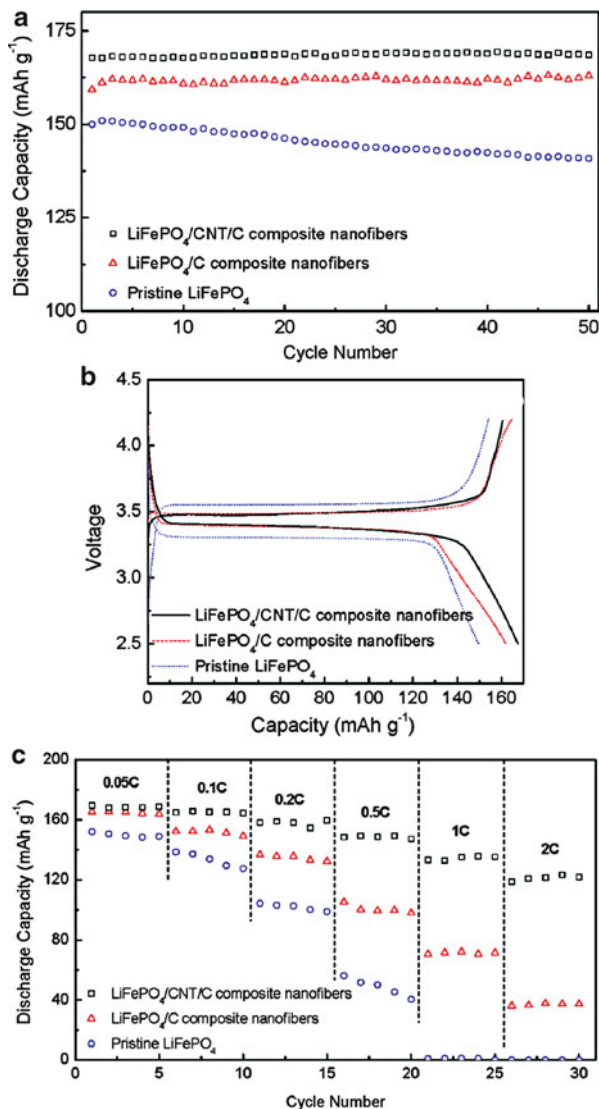 a
175
150
125
100
Discharge Capacity (mAh g⁻¹)
LiFePO₄/CNT/C composite nanofibers
LiFePO₄/C composite nanofibers
Pristine LiFePO₄
0 10 20 30 40 50
Cycle Number
b
4.5
4.0
3.5
3.0
2.5
Voltage
LiFePO₄/CNT/C composite nanofibers
LiFePO₄/C composite nanofibers
Pristine LiFePO₄
0 20 40 60 80 100 120 140 160
Capacity (mAh g⁻¹)
c
200
160
120
80
40
0
Discharge Capacity (mAh g⁻¹)
0.05C 0.1C 0.2C 0.5C 1C 2C
LiFePO₄/CNT/C composite nanofibers
LiFePO₄/C composite nanofibers
Pristine LiFePO₄
0 5 10 15 20 25 30
Cycle Number